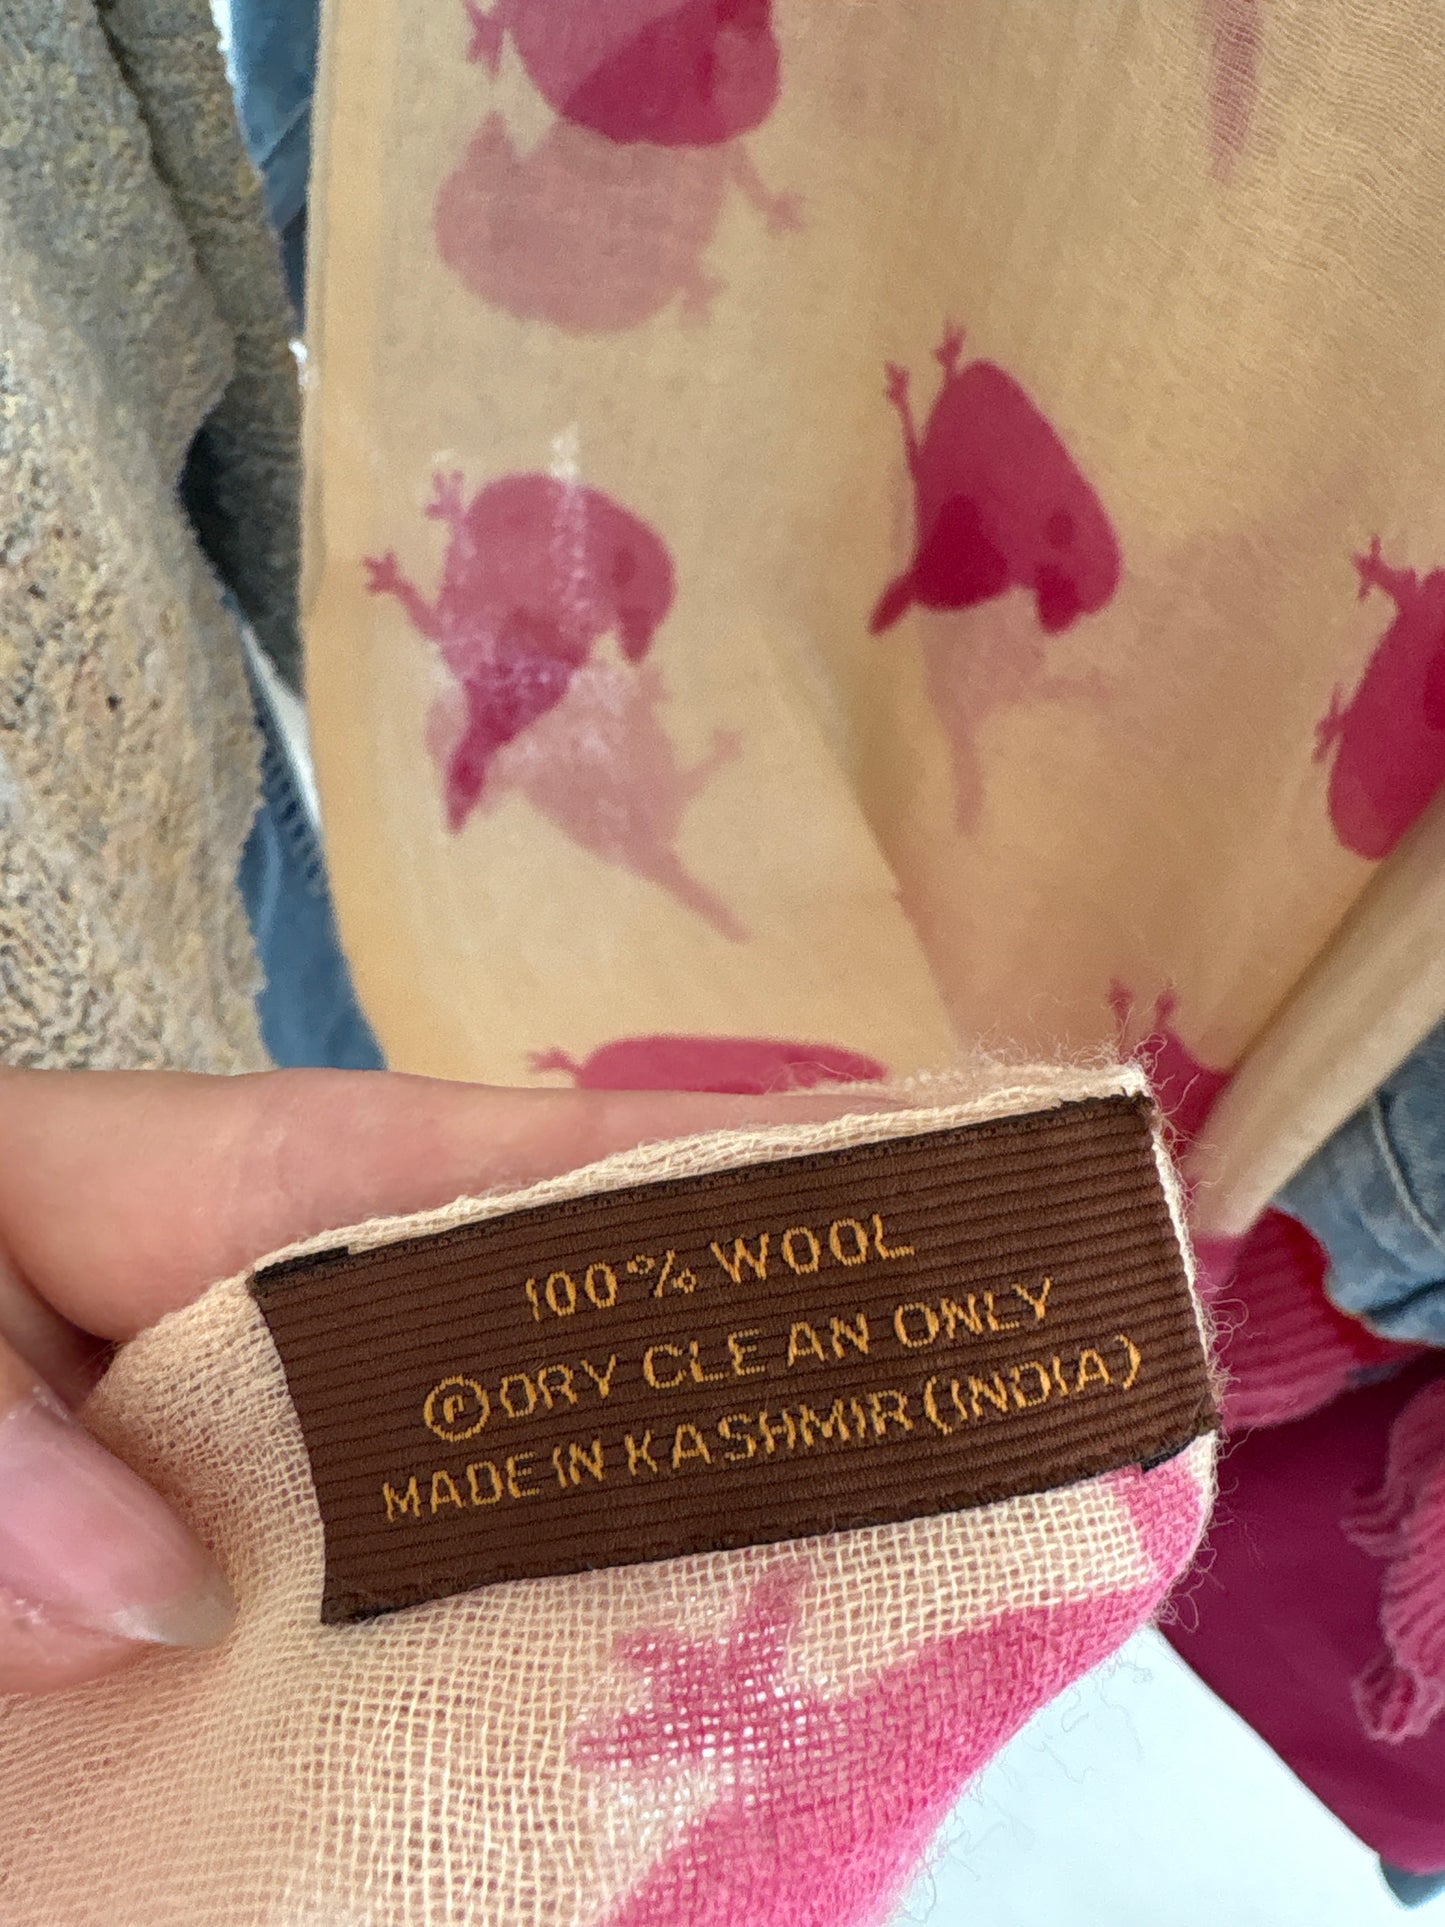 100% WOOL
Ⓟ DRY CLEAN ONLY
MADE IN KASHMIR (INDIA)